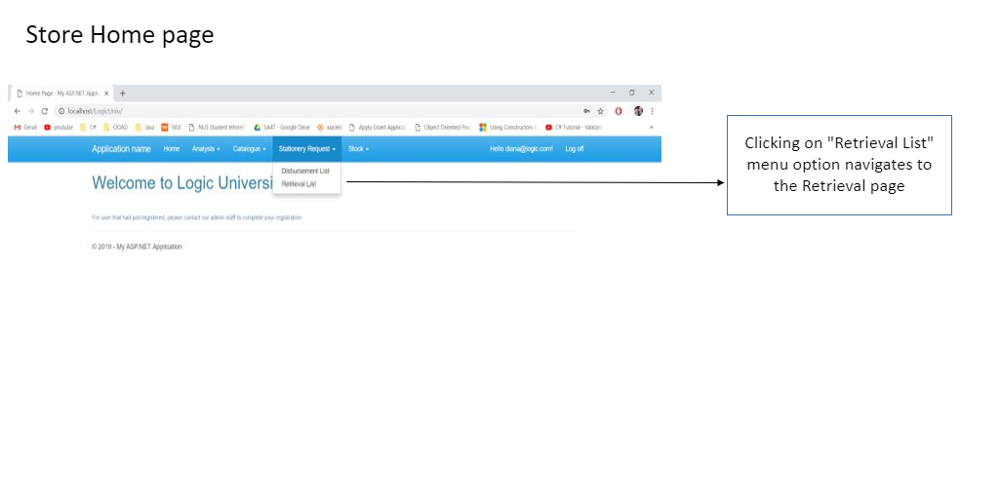 Store Home page
Home Page - My ASP.NET Appli
localhost/LogicUniv/
Gmail youtube C# OOAD Java NLE NUS Student Inform SA47 - Google Drive xiaomi Apply Grant Applica Object Oriented Pro Using Constructors C# Tutorial - Validat
Application name Home Analysis Catalogue Stationery Request Stock Hello diana@logic.com! Log off
Disbursement List
Retrieval List
Welcome to Logic Universi
For user that had just registered, please contact our admin staff to complete your registration
© 2019 - My ASP.NET Application
Clicking on "Retrieval List"
menu option navigates to
the Retrieval page